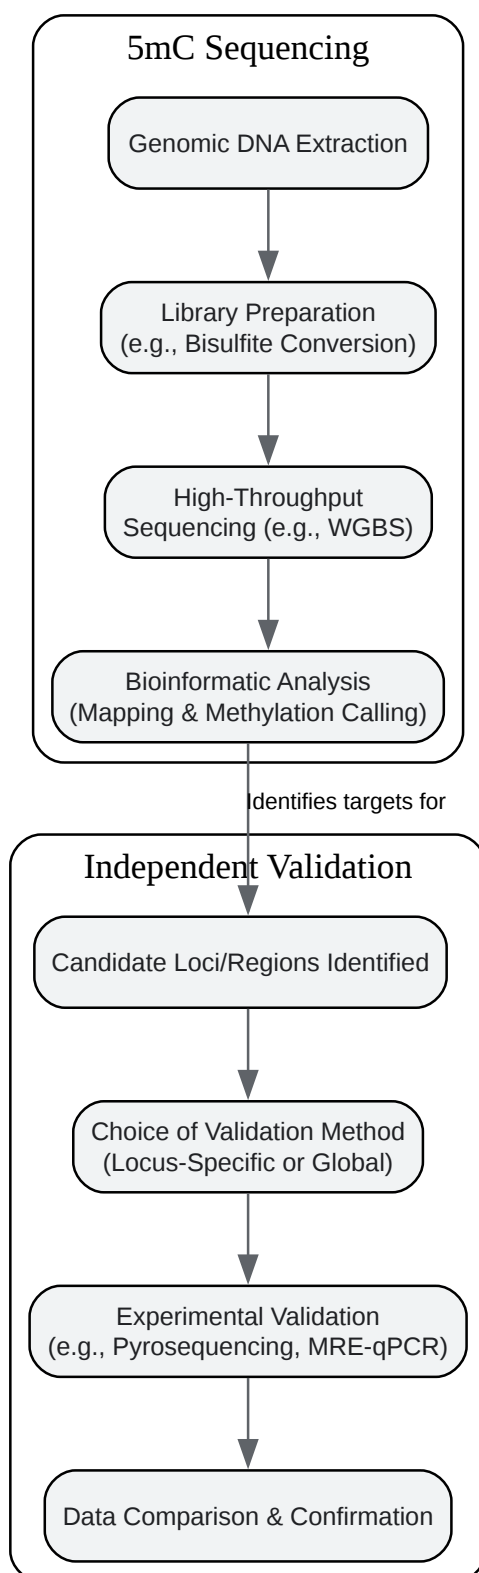 5mC Sequencing
Genomic DNA Extraction
Library Preparation
(e.g., Bisulfite Conversion)
High-Throughput
Sequencing (e.g., WGBS)
Bioinformatic Analysis
(Mapping & Methylation Calling)
Identifies targets for
Independent Validation
Candidate Loci/Regions Identified
Choice of Validation Method
(Locus-Specific or Global)
Experimental Validation
(e.g., Pyrosequencing, MRE-qPCR)
Data Comparison & Confirmation